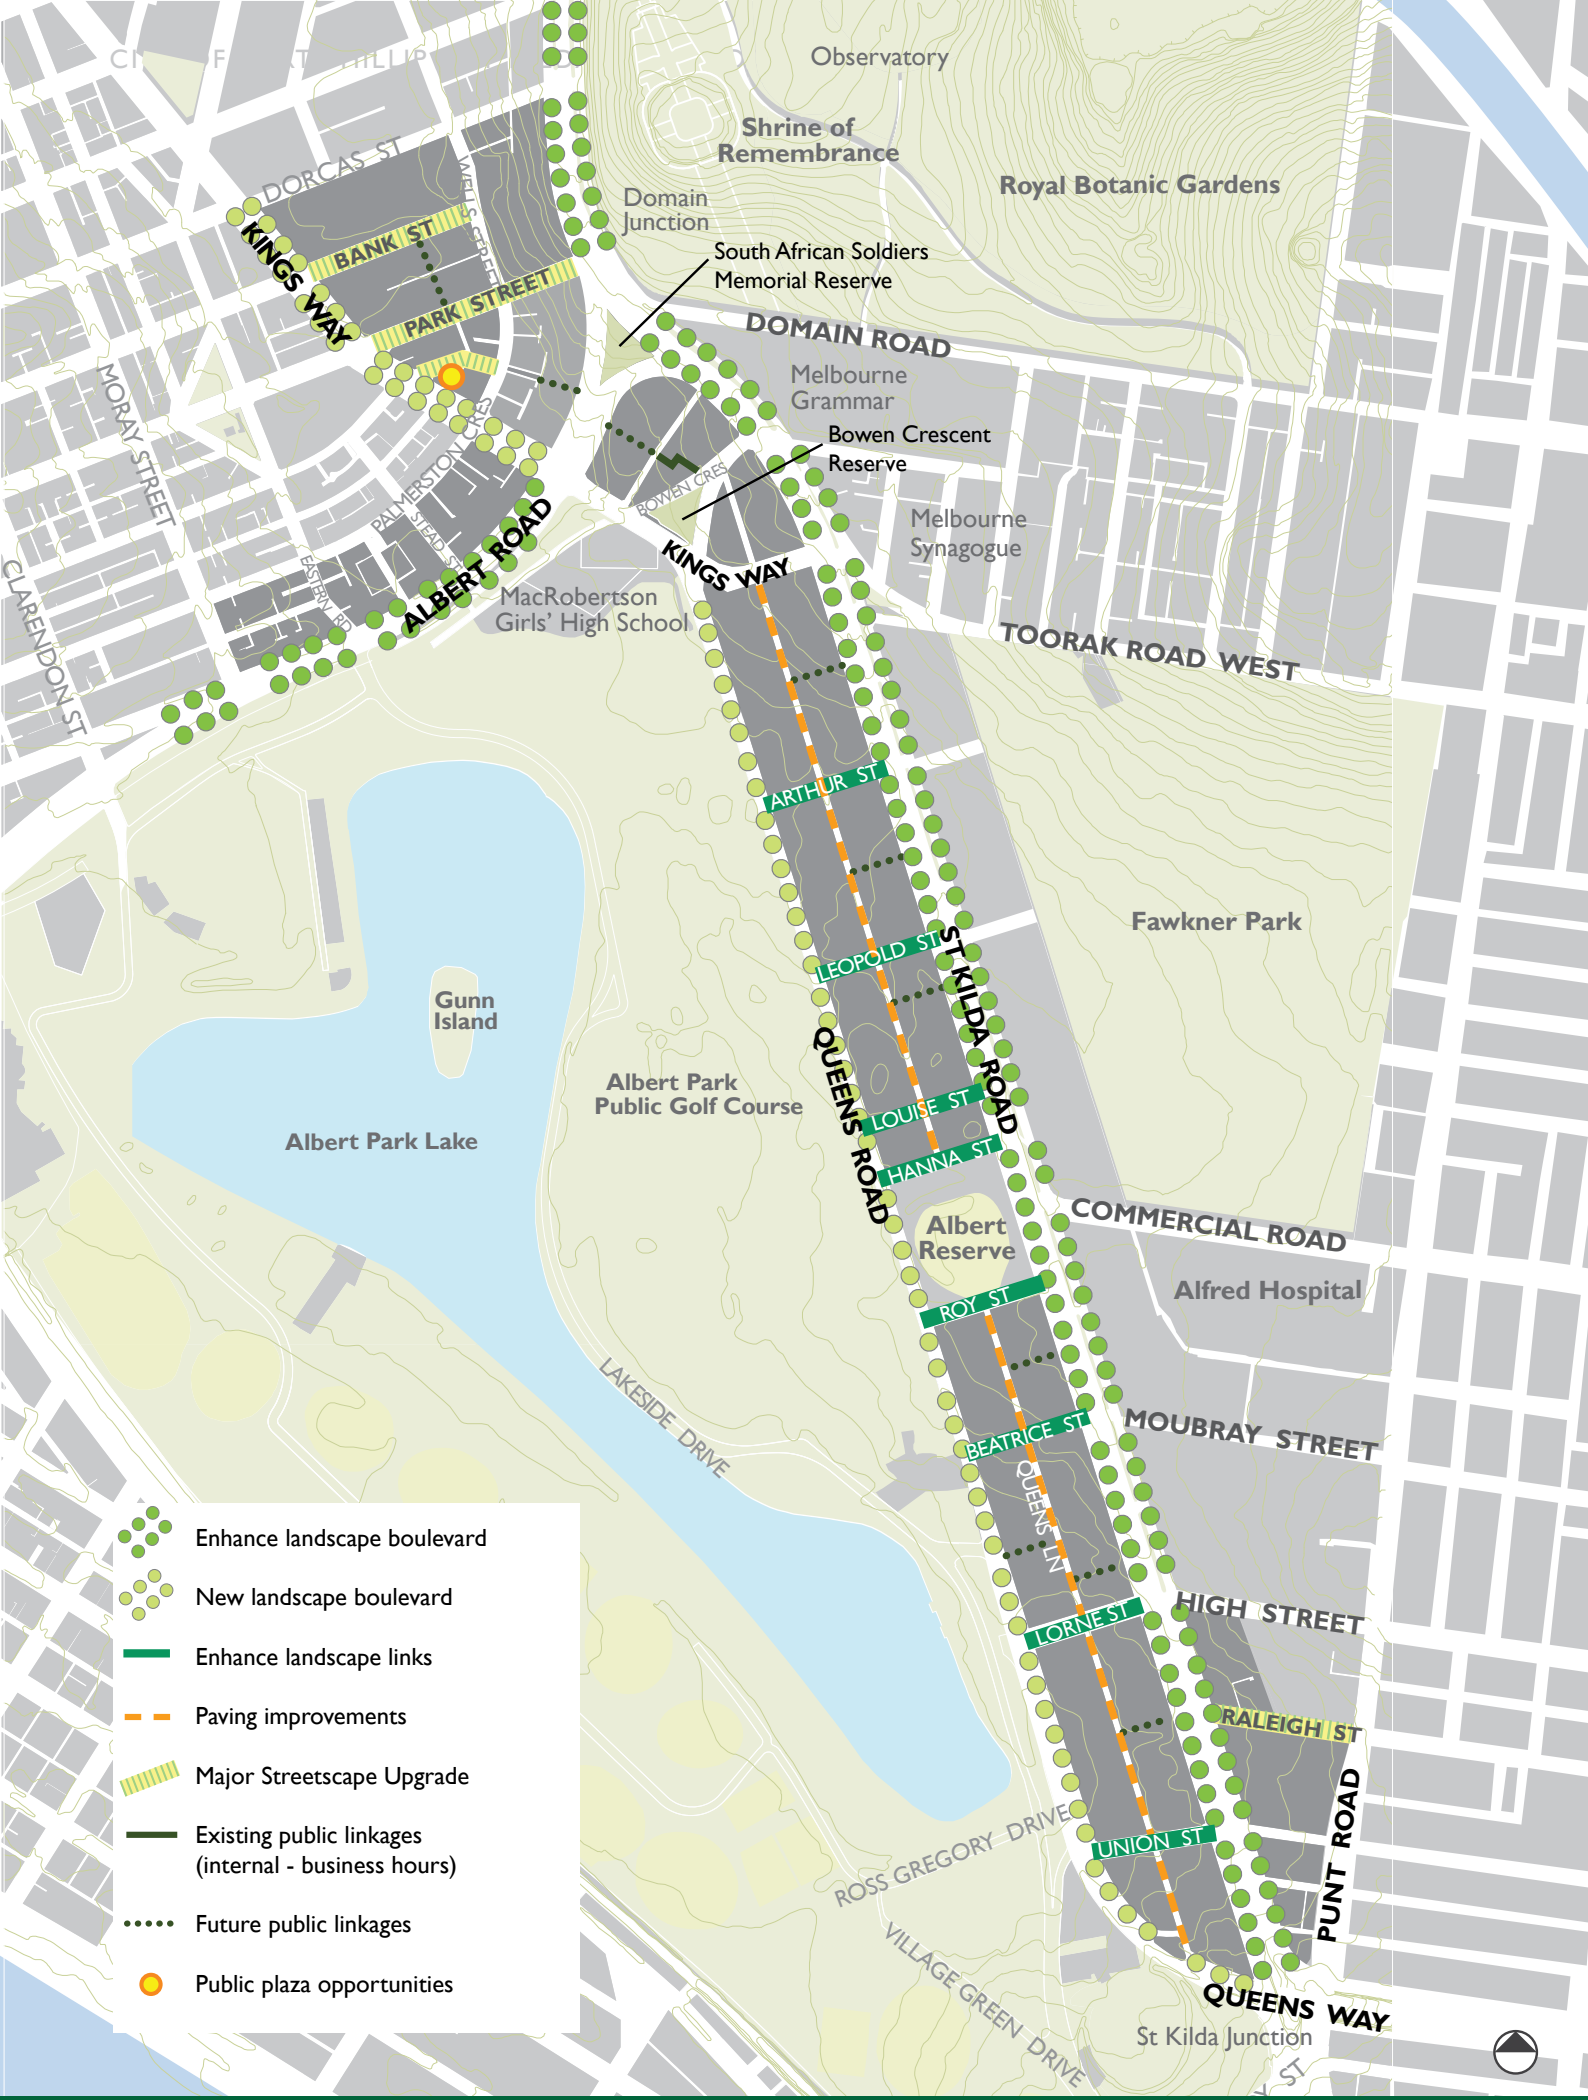 Observatory
Shrine of
Remembrance
Royal Botanic Gardens
DORCAS ST
WELLS STREET
Domain
Junction
BANK ST
KINGS WAY
PARK STREET
South African Soldiers
Memorial Reserve
DOMAIN ROAD
Melbourne
Grammar
MORAY STREET
Bowen Crescent
Reserve
PALMERSTON CRES
BOWEN CRES
STEAD ST
EASTERN RD
ALBERT ROAD
Melbourne
Synagogue
KINGS WAY
CLARENDON ST
MacRobertson
Girls' High School
TOORAK ROAD WEST
ARTHUR ST
Fawkner Park
LEOPOLD ST
ST KILDA ROAD
Gunn
Island
QUEENS ROAD
Albert Park
Public Golf Course
LOUISE ST
Albert Park Lake
HANNA ST
COMMERCIAL ROAD
Albert
Reserve
Alfred Hospital
ROY ST
LAKESIDE DRIVE
MOUBRAY STREET
BEATRICE ST
QUEENS LN
HIGH STREET
LORNE ST
RALEIGH ST
PUNT ROAD
UNION ST
ROSS GREGORY DRIVE
VILLAGE GREEN DRIVE
QUEENS WAY
St Kilda Junction
ST
Enhance landscape boulevard
New landscape boulevard
Enhance landscape links
Paving improvements
Major Streetscape Upgrade
Existing public linkages
(internal - business hours)
Future public linkages
Public plaza opportunities